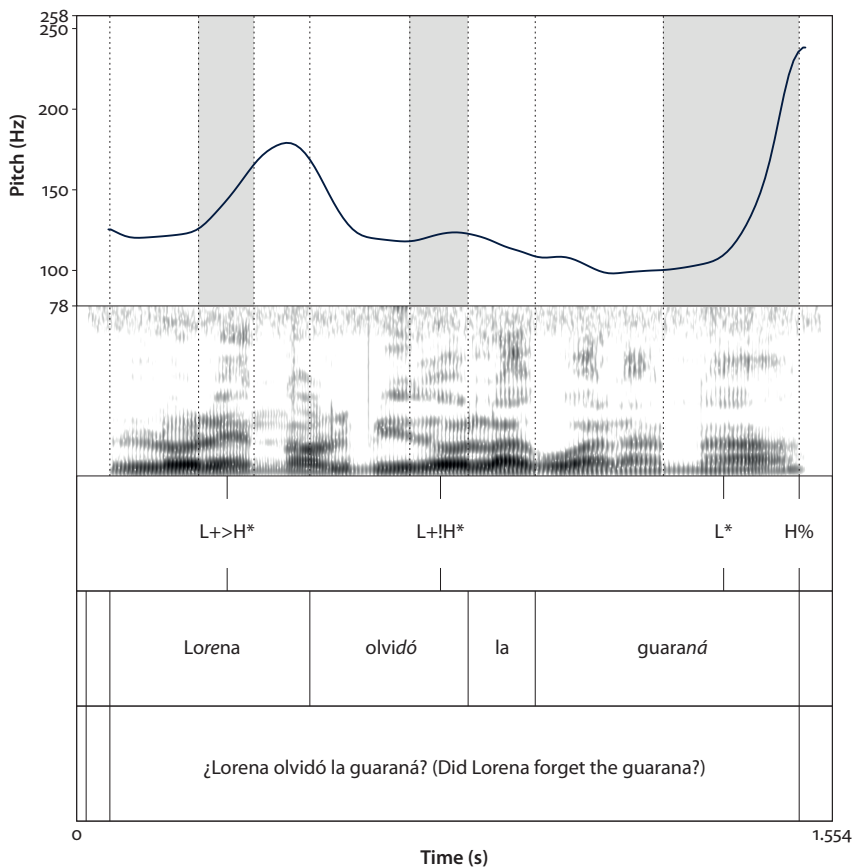 258
250
200
150
100
78
Pitch (Hz)
L+>H*
L+!H*
L*
H%
Lorena
olvidó
la
guaraná
¿Lorena olvidó la guaraná? (Did Lorena forget the guarana?)
0
1.554
Time (s)